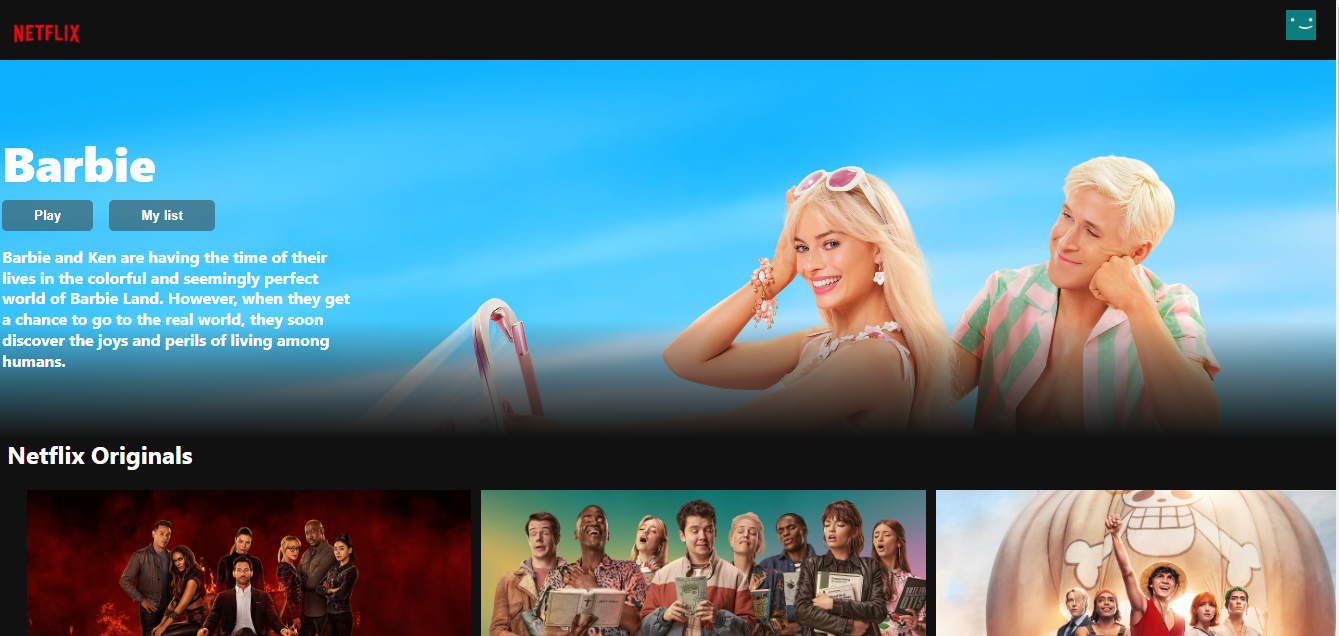 NETFLIX
Barbie
Play
My list
Barbie and Ken are having the time of their
lives in the colorful and seemingly perfect
world of Barbie Land. However, when they get
a chance to go to the real world, they soon
discover the joys and perils of living among
humans.
Netflix Originals